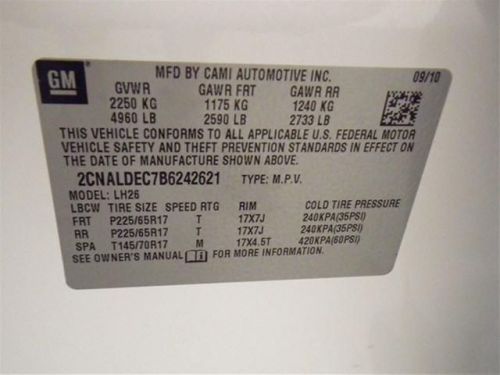 GM
MFD BY CAMI AUTOMOTIVE INC. 09/10
GVWR GAWR FRT GAWR RR
2250 KG 1175 KG 1240 KG
4960 LB 2590 LB 2733 LB
THIS VEHICLE CONFORMS TO ALL APPLICABLE U.S. FEDERAL MOTOR
VEHICLE SAFETY AND THEFT PREVENTION STANDARDS IN EFFECT ON
THE DATE OF MANUFACTURE SHOWN ABOVE.
2CNALDEC7B6242621 TYPE: M.P.V.
MODEL: LH26
LBCW TIRE SIZE SPEED RTG RIM COLD TIRE PRESSURE
FRT P225/65R17 T 17X7J 240KPA(35PSI)
RR P225/65R17 T 17X7J 240KPA(35PSI)
SPA T145/70R17 M 17X4.5T 420KPA(60PSI)
SEE OWNER'S MANUAL i FOR MORE INFORMATION.